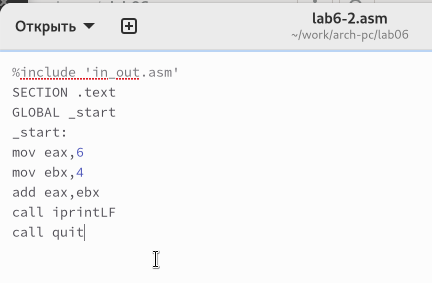 Открыть
lab6-2.asm
~/work/arch-pc/lab06
%include 'in_out.asm'
SECTION .text
GLOBAL _start
_start:
mov eax,6
mov ebx,4
add eax,ebx
call iprintLF
call quit